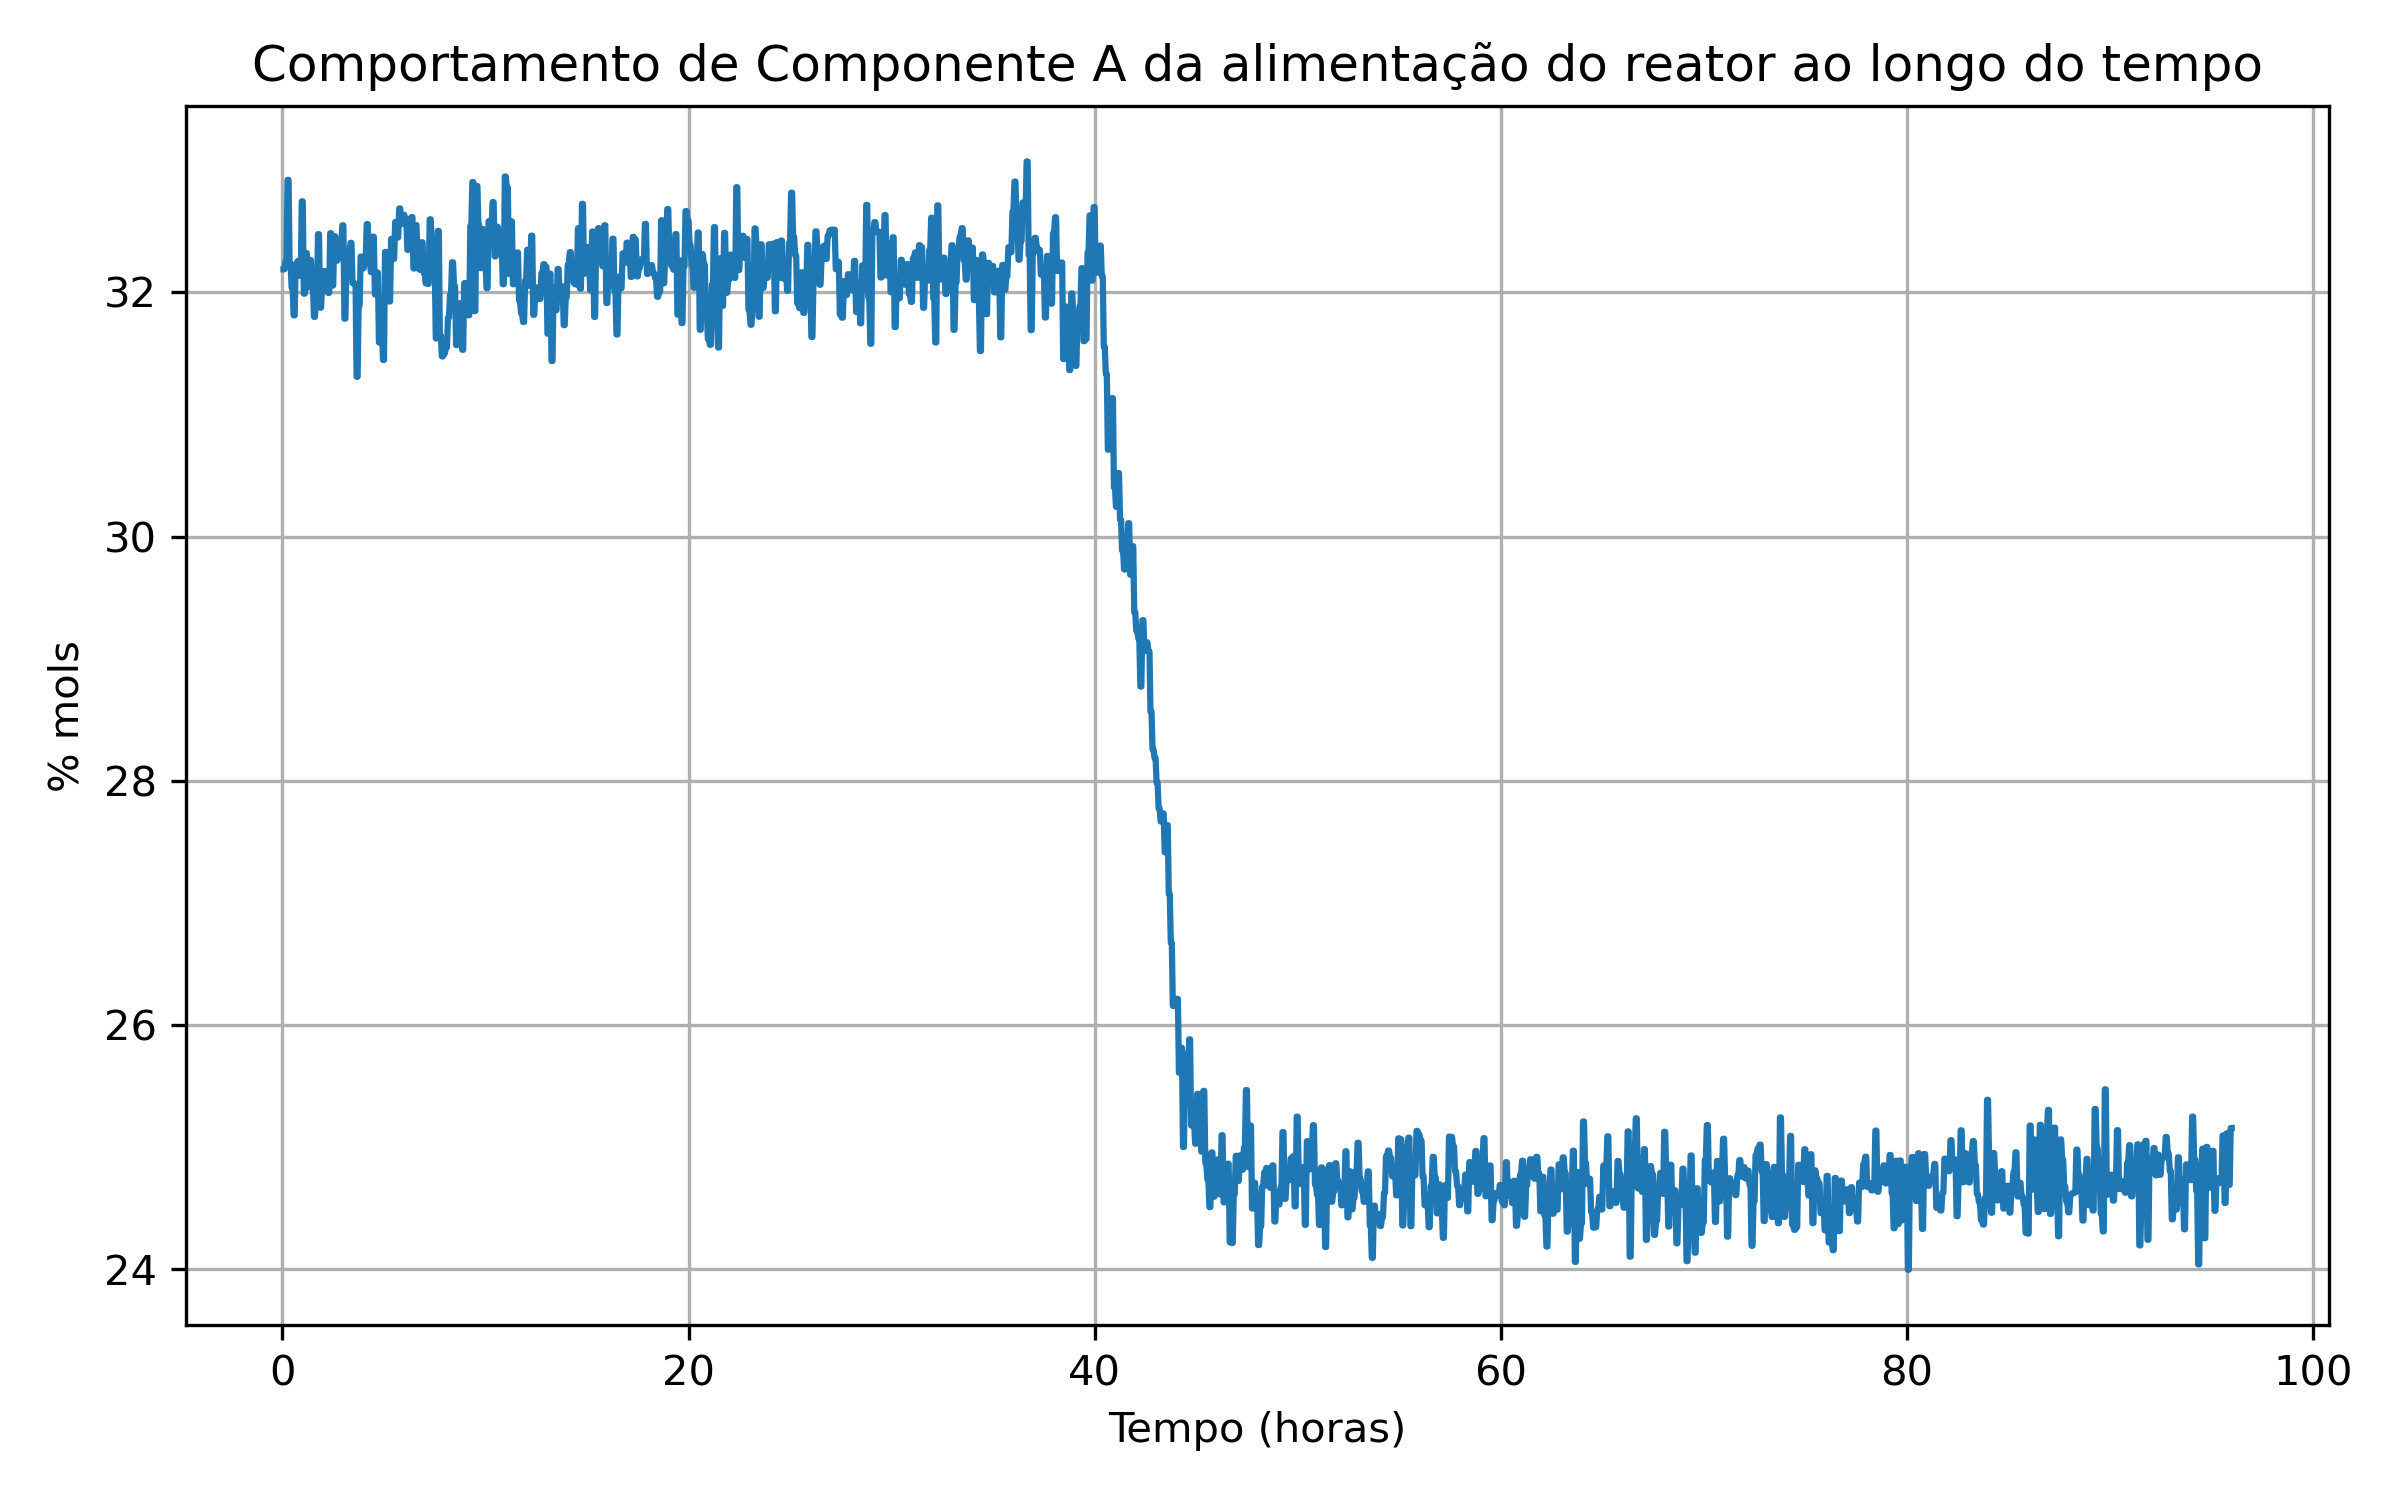 Comportamento de Componente A da alimentação do reator ao longo do tempo
32
30
28
26
24
% mols
0 20 40 60 80 100
Tempo (horas)